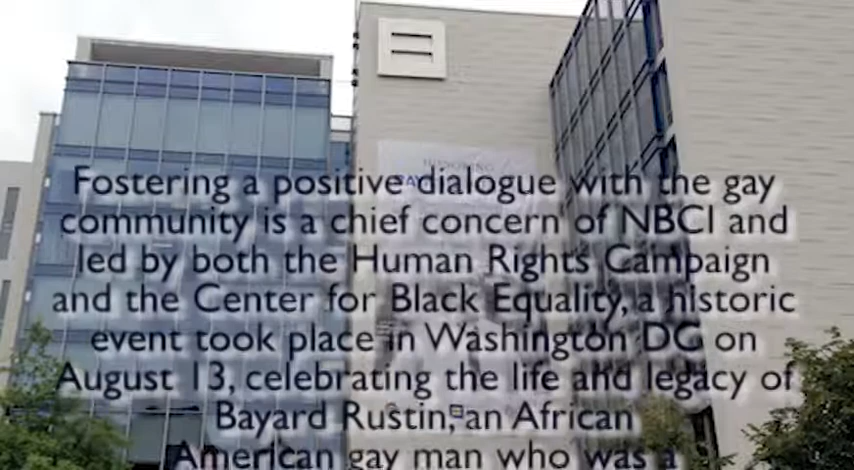 HONORING
Fostering a positive dialogue with the gay
community is a chief concern of NBCI and
led by both the Human Rights Campaign
and the Center for Black Equality, a historic
event took place in Washington DC on
August 13, celebrating the life and legacy of
Bayard Rustin, an African
American gay man who was a